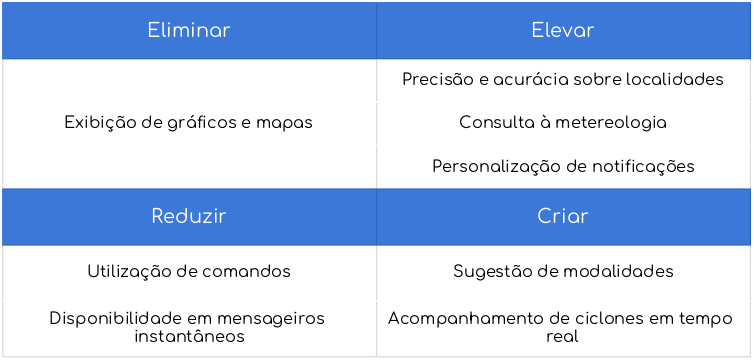 Eliminar
Elevar
Exibição de gráficos e mapas
Precisão e acurácia sobre localidades
Consulta à metereologia
Personalização de notificações
Reduzir
Criar
Utilização de comandos
Disponibilidade em mensageiros
instantâneos
Sugestão de modalidades
Acompanhamento de ciclones em tempo
real